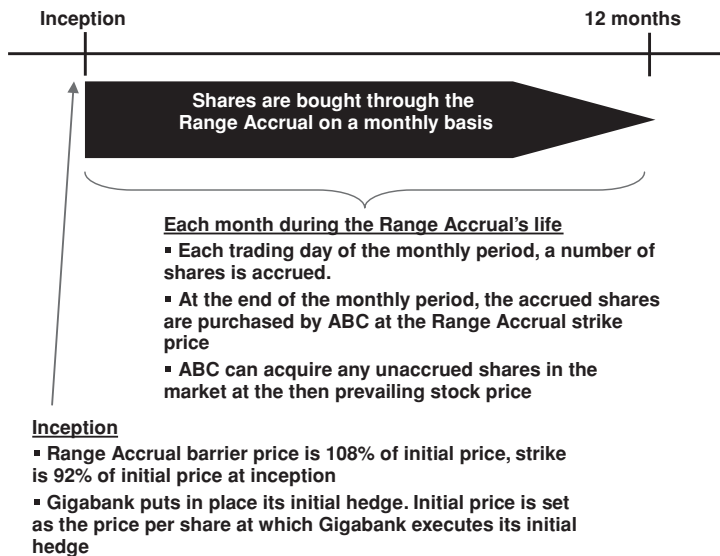 Inception
12 months
Shares are bought through the
Range Accrual on a monthly basis
Each month during the Range Accrual's life
▪ Each trading day of the monthly period, a number of
shares is accrued.
▪ At the end of the monthly period, the accrued shares
are purchased by ABC at the Range Accrual strike
price
▪ ABC can acquire any unaccrued shares in the
market at the then prevailing stock price
Inception
▪ Range Accrual barrier price is 108% of initial price, strike
is 92% of initial price at inception
▪ Gigabank puts in place its initial hedge. Initial price is set
as the price per share at which Gigabank executes its initial
hedge